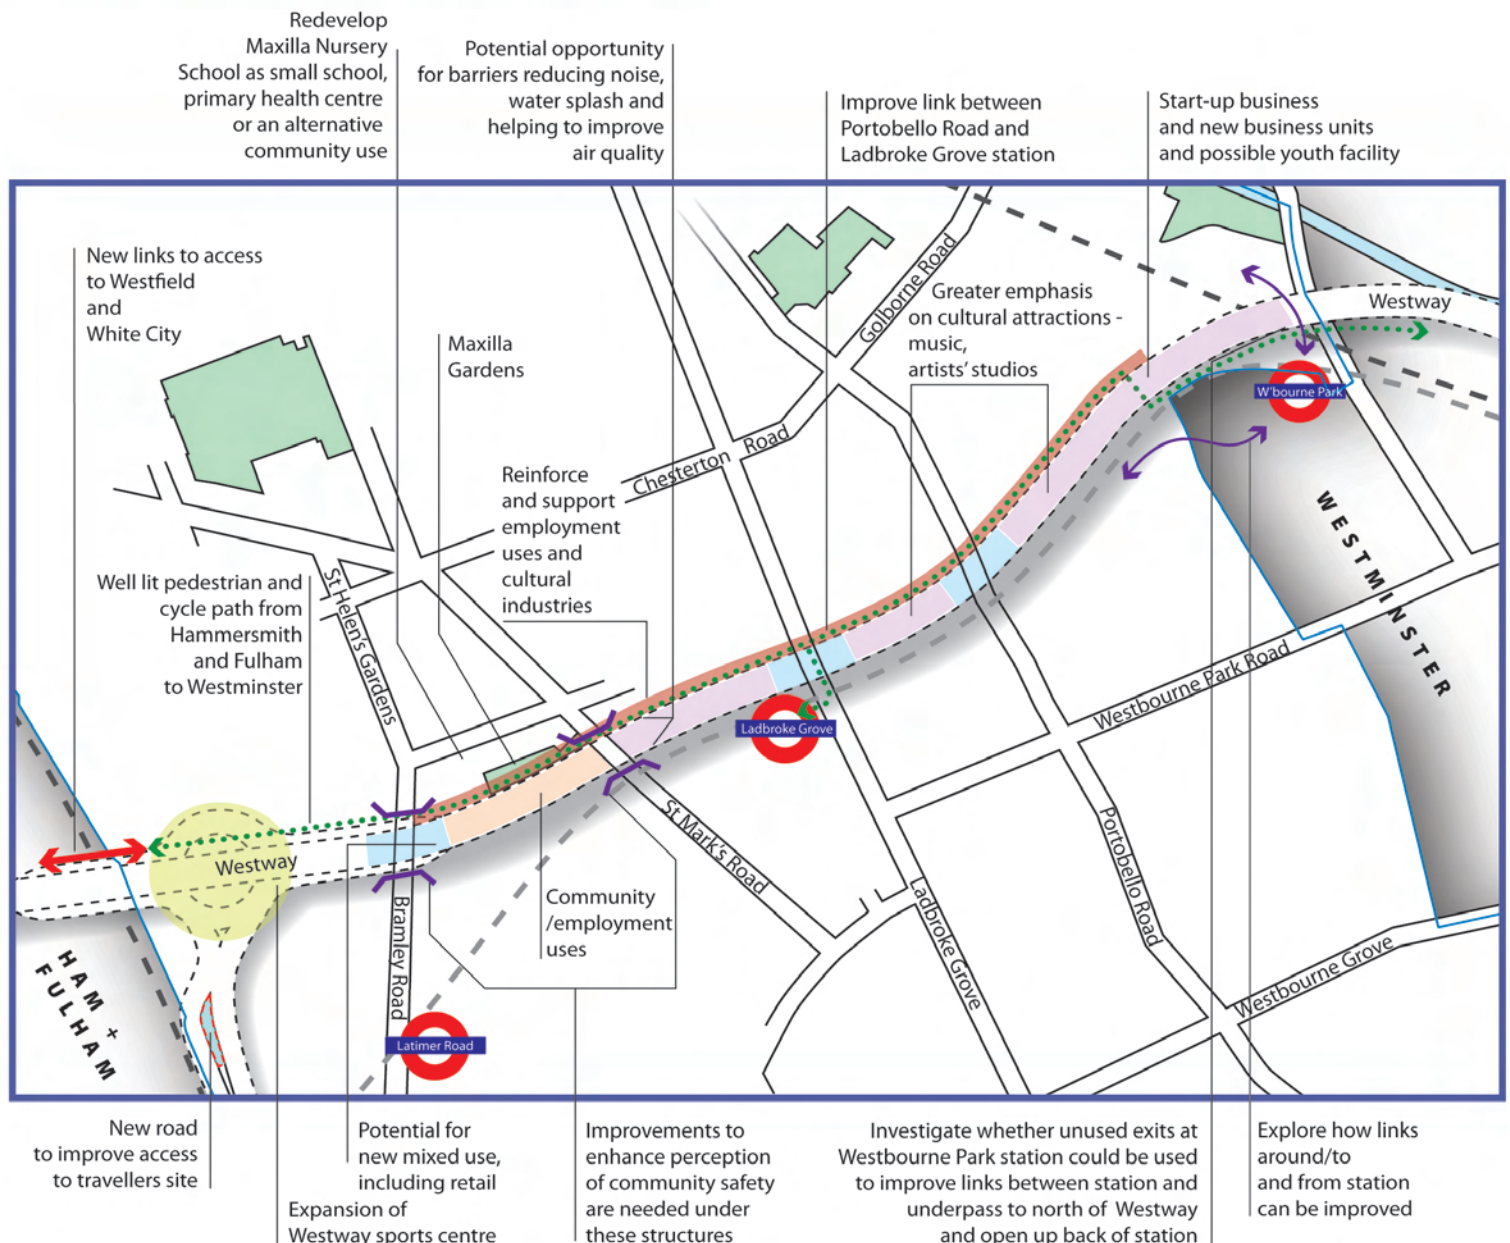 Redevelop
Maxilla Nursery
School as small school,
primary health centre
or an alternative
community use
Potential opportunity
for barriers reducing noise,
water splash and
helping to improve
air quality
Improve link between
Portobello Road and
Ladbroke Grove station
Start-up business
and new business units
and possible youth facility
New links to access
to Westfield
and
White City
Maxilla
Gardens
Golborne Road
Greater emphasis
on cultural attractions -
music,
artists' studios
Westway
W'bourne Park
Chesterton Road
Reinforce
and support
employment
uses and
cultural
industries
WESTMINSTER
Well lit pedestrian and
cycle path from
Hammersmith
and Fulham
to Westminster
St Helen's Gardens
Westbourne Park Road
Ladbroke Grove
St Mark's Road
Portobello Road
Westway
Community
/employment
uses
Bramley Road
Ladbroke Grove
Westbourne Grove
HAM +
FULHAM
Latimer Road
New road
to improve access
to travellers site
Potential for
new mixed use,
including retail
Expansion of
Westway sports centre
Improvements to
enhance perception
of community safety
are needed under
these structures
Investigate whether unused exits at
Westbourne Park station could be used
to improve links between station and
underpass to north of Westway
and open up back of station
Explore how links
around/to
and from station
can be improved